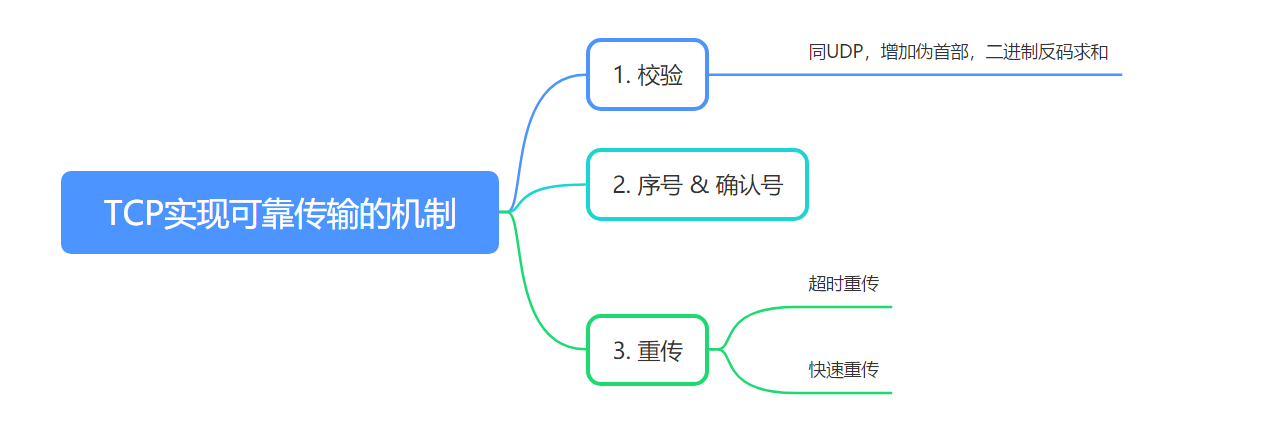 TCP实现可靠传输的机制
1. 校验
同UDP，增加伪首部，二进制反码求和
2. 序号 & 确认号
3. 重传
超时重传
快速重传